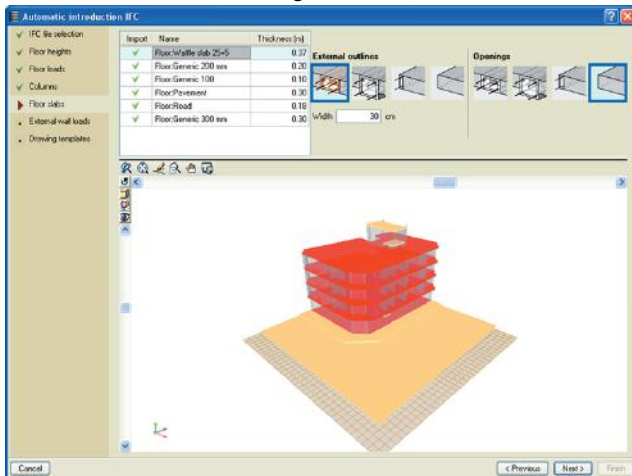 Automatic introduction IFC
IFC file selection
Floor heights
Floor loads
Columns
Floor slabs
External wall loads
Drawing templates
Import Name Thickness [m]
Floor:Waffle slab 25+5 0.37
Floor:Generic 200 mm 0.20
Floor:Generic 100 0.10
Floor:Pavement 0.30
Floor:Road 0.18
Floor:Generic 300 mm 0.30
External outlines
Openings
Width 30 cm
Cancel
< Previous
Next >
Finish